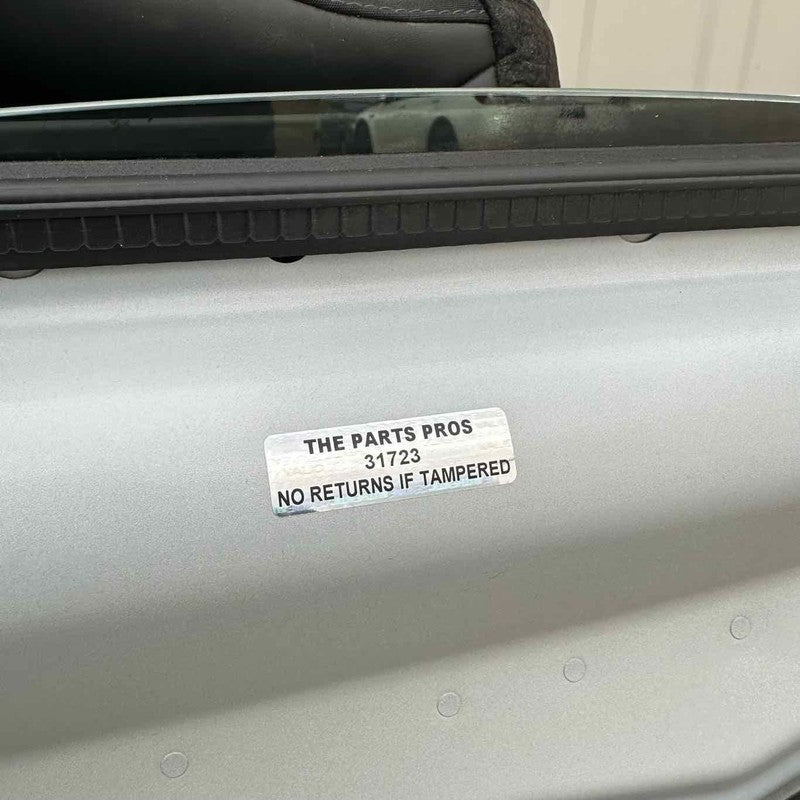 THE PARTS PROS
31723
NO RETURNS IF TAMPERED